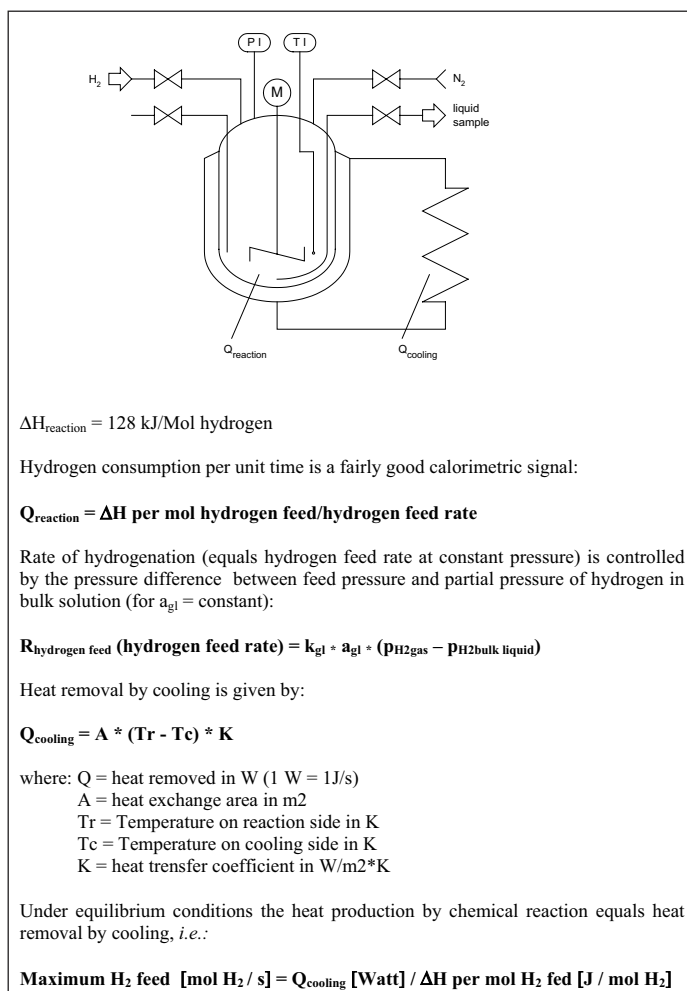 P I
T I
H₂
M
N₂
liquid
sample
Qreaction
Qcooling
ΔHreaction = 128 kJ/Mol hydrogen
Hydrogen consumption per unit time is a fairly good calorimetric signal:
Qreaction = ΔH per mol hydrogen feed/hydrogen feed rate
Rate of hydrogenation (equals hydrogen feed rate at constant pressure) is controlled
by the pressure difference between feed pressure and partial pressure of hydrogen in
bulk solution (for agl = constant):
Rhydrogen feed (hydrogen feed rate) = kgl * agl * (pH2gas – pH2bulk liquid)
Heat removal by cooling is given by:
Qcooling = A * (Tr - Tc) * K
where: Q = heat removed in W (1 W = 1J/s)
A = heat exchange area in m2
Tr = Temperature on reaction side in K
Tc = Temperature on cooling side in K
K = heat trensfer coefficient in W/m2*K
Under equilibrium conditions the heat production by chemical reaction equals heat
removal by cooling, i.e.:
Maximum H₂ feed [mol H₂ / s] = Qcooling [Watt] / ΔH per mol H₂ fed [J / mol H₂]